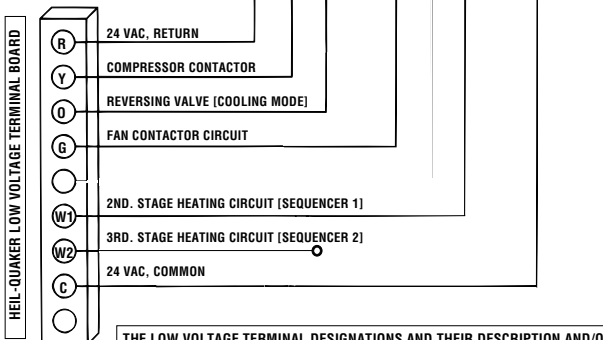 HEIL-QUAKER LOW VOLTAGE TERMINAL BOARD
R 24 VAC, RETURN
Y COMPRESSOR CONTACTOR
O REVERSING VALVE [COOLING MODE]
G FAN CONTACTOR CIRCUIT
W1 2ND. STAGE HEATING CIRCUIT [SEQUENCER 1]
W2 3RD. STAGE HEATING CIRCUIT [SEQUENCER 2]
C 24 VAC, COMMON
THE LOW VOLTAGE TERMINAL DESIGNATIONS AND THEIR DESCRIPTION AND/O